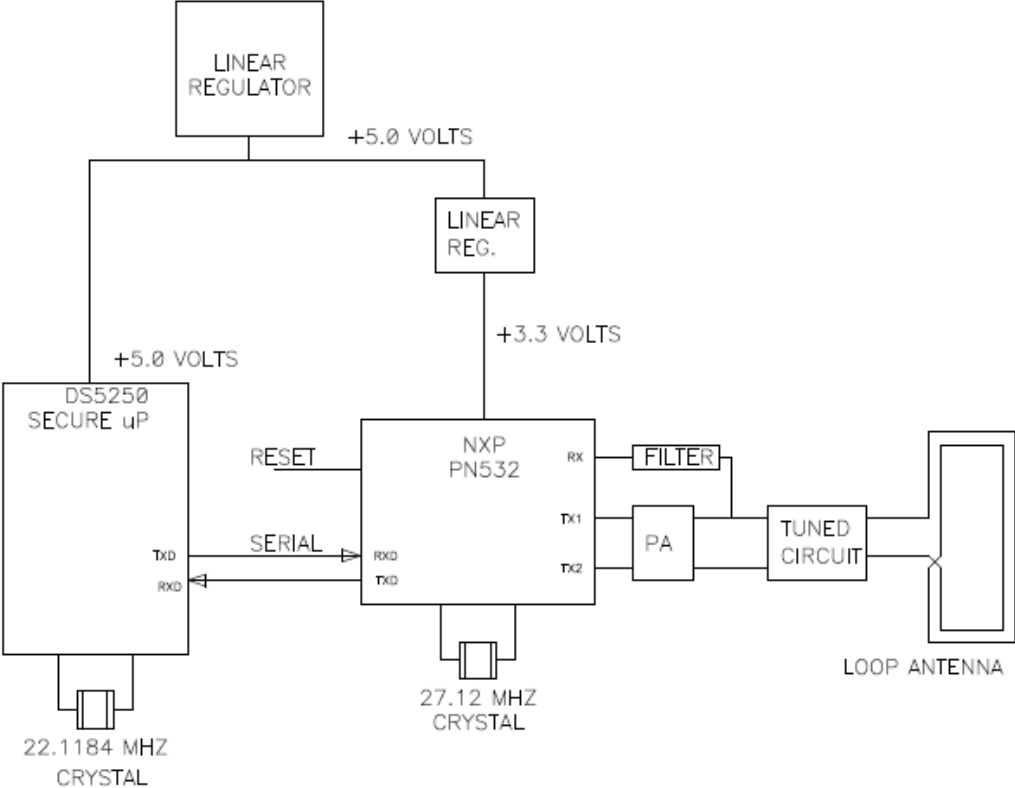 LINEAR
REGULATOR
+5.0 VOLTS
LINEAR
REG.
+3.3 VOLTS
+5.0 VOLTS
DS5250
SECURE uP
NXP
PN532
RESET
RX
FILTER
TX1
PA
TUNED
CIRCUIT
TX2
SERIAL
TXD
RXD
RXD
TXD
LOOP ANTENNA
27.12 MHZ
CRYSTAL
22.1184 MHZ
CRYSTAL